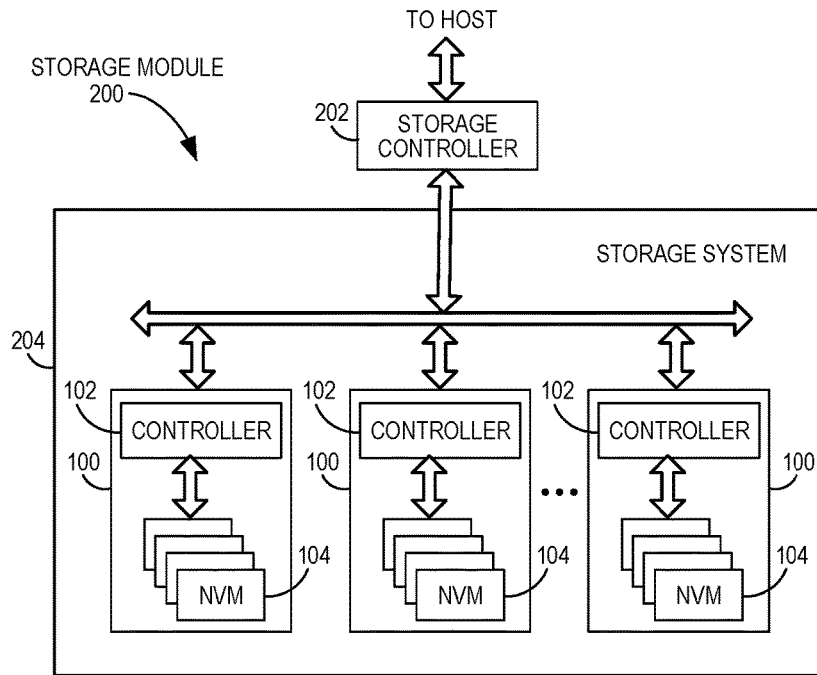 TO HOST
STORAGE MODULE
200
202
STORAGE
CONTROLLER
STORAGE SYSTEM
204
102
CONTROLLER
102
CONTROLLER
102
CONTROLLER
100
100
•••
100
NVM
104
NVM
104
NVM
104